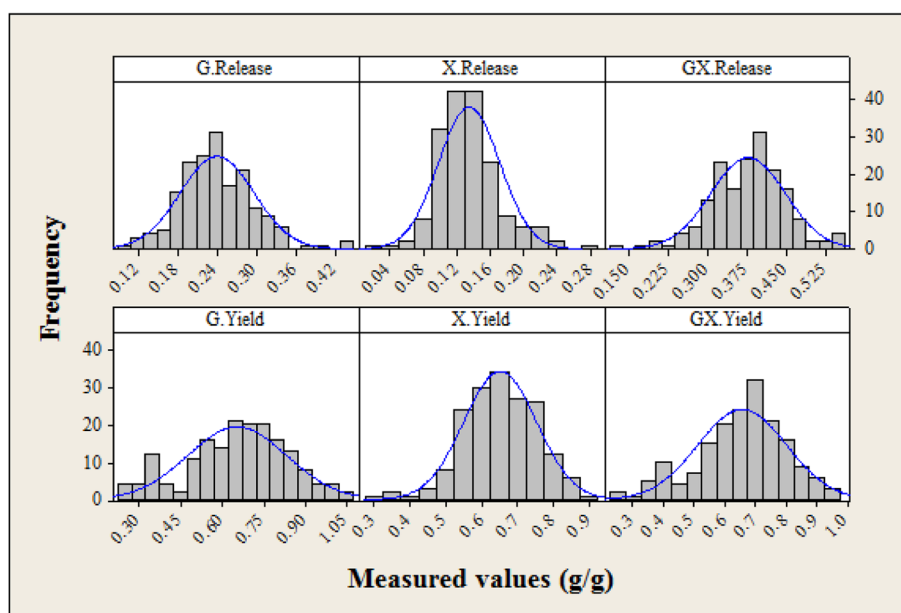 G.Release X.Release GX.Release
40
30
20
10
0
0.12 0.18 0.24 0.30 0.36 0.42 0.04 0.08 0.12 0.16 0.20 0.24 0.28 0.150 0.225 0.300 0.375 0.450 0.525
Frequency
G.Yield X.Yield GX.Yield
40
30
20
10
0
0.30 0.45 0.60 0.75 0.90 1.05 0.3 0.4 0.5 0.6 0.7 0.8 0.9 0.3 0.4 0.5 0.6 0.7 0.8 0.9 1.0
Measured values (g/g)